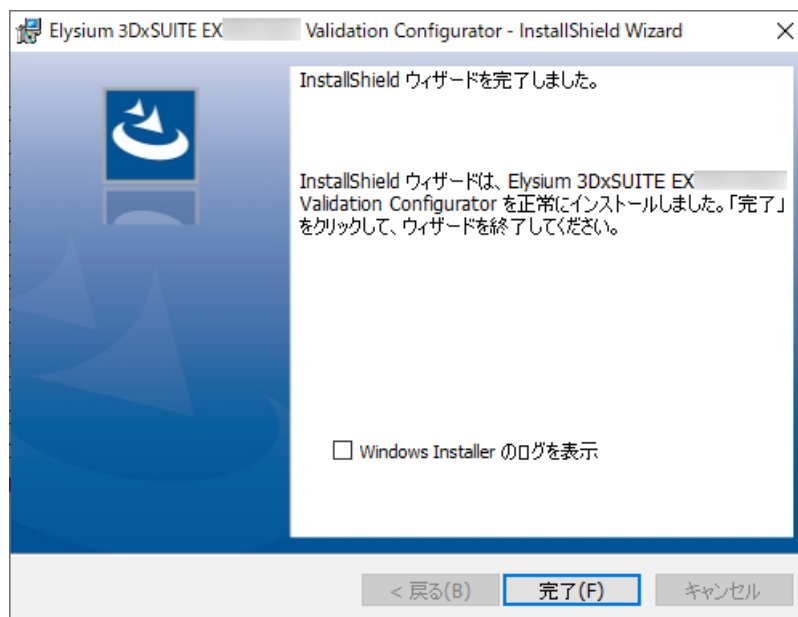 Elysium 3DxSUITE EX Validation Configurator - InstallShield Wizard
InstallShield ウィザードを完了しました。
InstallShield ウィザードは、Elysium 3DxSUITE EX
Validation Configurator を正常にインストールしました。「完了」
をクリックして、ウィザードを終了してください。
Windows Installer のログを表示
< 戻る(B)
完了(F)
キャンセル